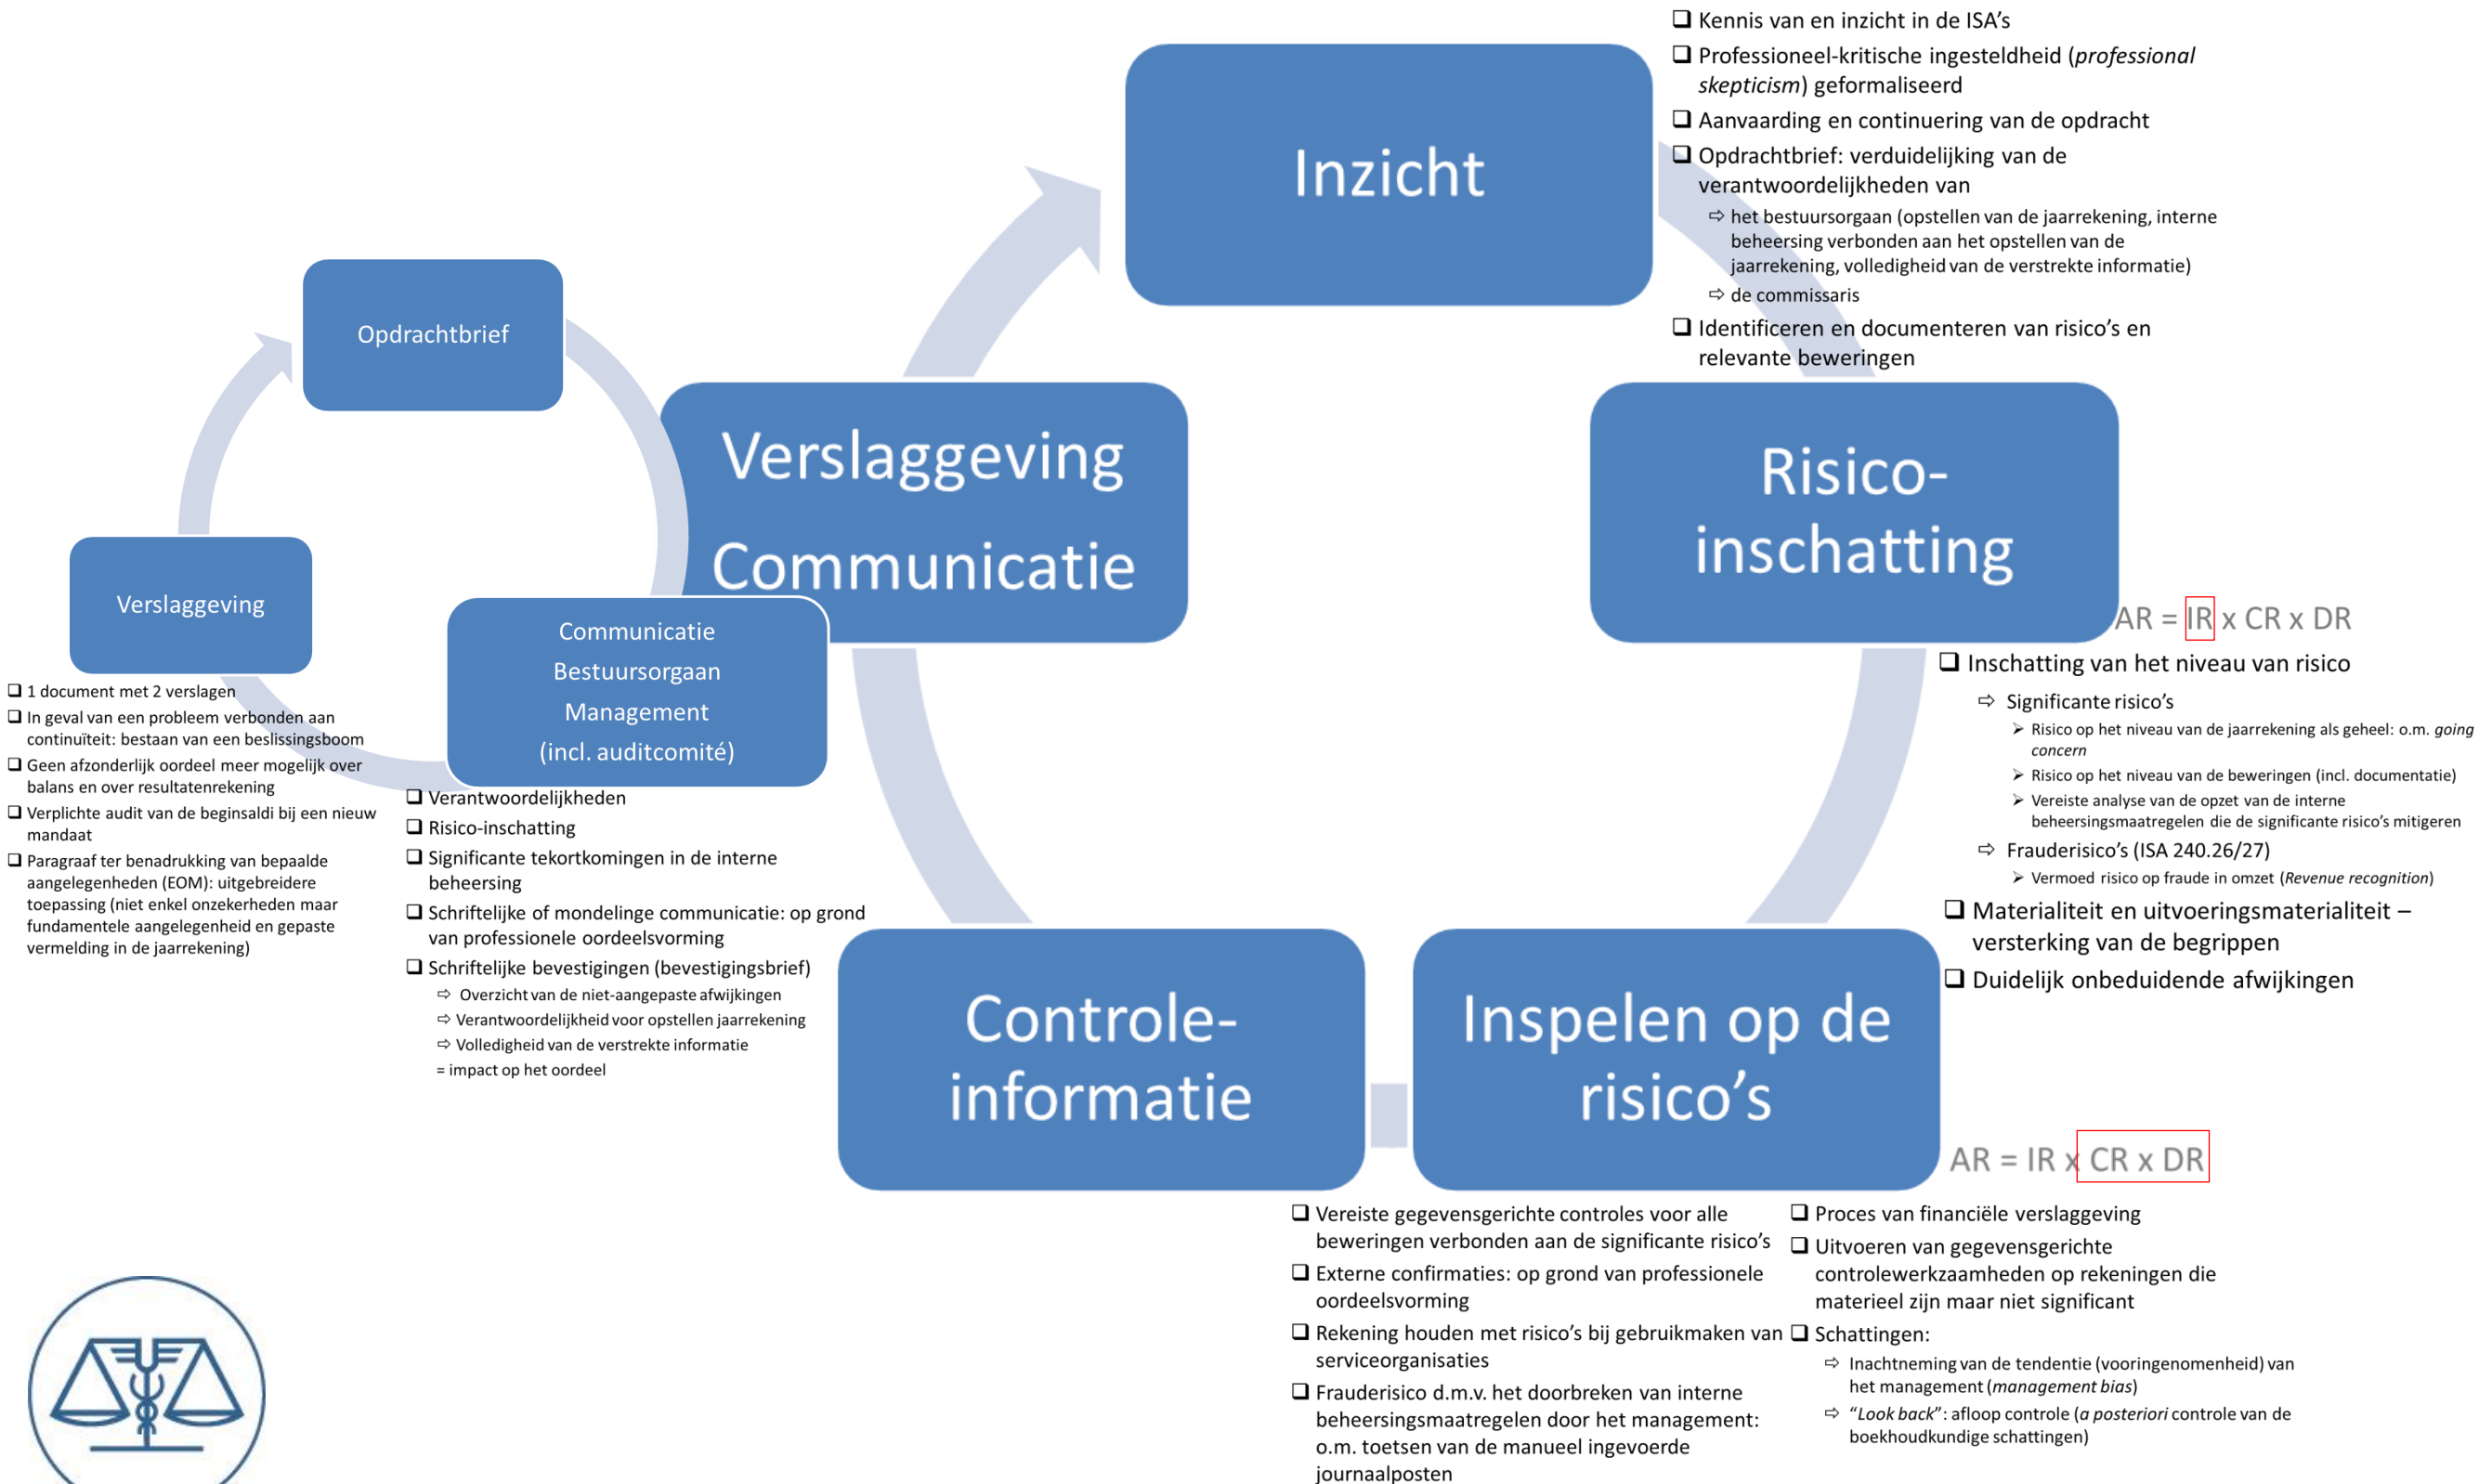 Inzicht
❑ Kennis van en inzicht in de ISA's
❑ Professioneel-kritische ingesteldheid (professional
skepticism) geformaliseerd
❑ Aanvaarding en continuering van de opdracht
❑ Opdrachtbrief: verduidelijking van de
verantwoordelijkheden van
⇨ het bestuursorgaan (opstellen van de jaarrekening, interne
beheersing verbonden aan het opstellen van de
jaarrekening, volledigheid van de verstrekte informatie)
⇨ de commissaris
❑ Identificeren en documenteren van risico's en
relevante beweringen
Risico-
inschatting
AR = IR x CR x DR
❑ Inschatting van het niveau van risico
⇨ Significante risico's
➢ Risico op het niveau van de jaarrekening als geheel: o.m. going
concern
➢ Risico op het niveau van de beweringen (incl. documentatie)
➢ Vereiste analyse van de opzet van de interne
beheersingsmaatregelen die de significante risico's mitigeren
⇨ Frauderisico's (ISA 240.26/27)
➢ Vermoed risico op fraude in omzet (Revenue recognition)
❑ Materialiteit en uitvoeringsmaterialiteit –
versterking van de begrippen
❑ Duidelijk onbeduidende afwijkingen
Inspelen op de
risico's
AR = IR x CR x DR
❑ Vereiste gegevensgerichte controles voor alle
beweringen verbonden aan de significante risico's
❑ Externe confirmaties: op grond van professionele
oordeelsvorming
❑ Rekening houden met risico's bij gebruikmaken van
serviceorganisaties
❑ Frauderisico d.m.v. het doorbreken van interne
beheersingsmaatregelen door het management:
o.m. toetsen van de manueel ingevoerde
journaalposten
❑ Proces van financiële verslaggeving
❑ Uitvoeren van gegevensgerichte
controlewerkzaamheden op rekeningen die
materieel zijn maar niet significant
❑ Schattingen:
⇨ Inachtneming van de tendentie (vooringenomenheid) van
het management (management bias)
⇨ “Look back”: afloop controle (a posteriori controle van de
boekhoudkundige schattingen)
Controle-
informatie
Verslaggeving
Communicatie
Opdrachtbrief
Communicatie
Bestuursorgaan
Management
(incl. auditcomité)
❑ Verantwoordelijkheden
❑ Risico-inschatting
❑ Significante tekortkomingen in de interne
beheersing
❑ Schriftelijke of mondelinge communicatie: op grond
van professionele oordeelsvorming
❑ Schriftelijke bevestigingen (bevestigingsbrief)
⇨ Overzicht van de niet-aangepaste afwijkingen
⇨ Verantwoordelijkheid voor opstellen jaarrekening
⇨ Volledigheid van de verstrekte informatie
= impact op het oordeel
Verslaggeving
❑ 1 document met 2 verslagen
❑ In geval van een probleem verbonden aan
continuïteit: bestaan van een beslissingsboom
❑ Geen afzonderlijk oordeel meer mogelijk over
balans en over resultatenrekening
❑ Verplichte audit van de beginsaldi bij een nieuw
mandaat
❑ Paragraaf ter benadrukking van bepaalde
aangelegenheden (EOM): uitgebreidere
toepassing (niet enkel onzekerheden maar
fundamentele aangelegenheid en gepaste
vermelding in de jaarrekening)